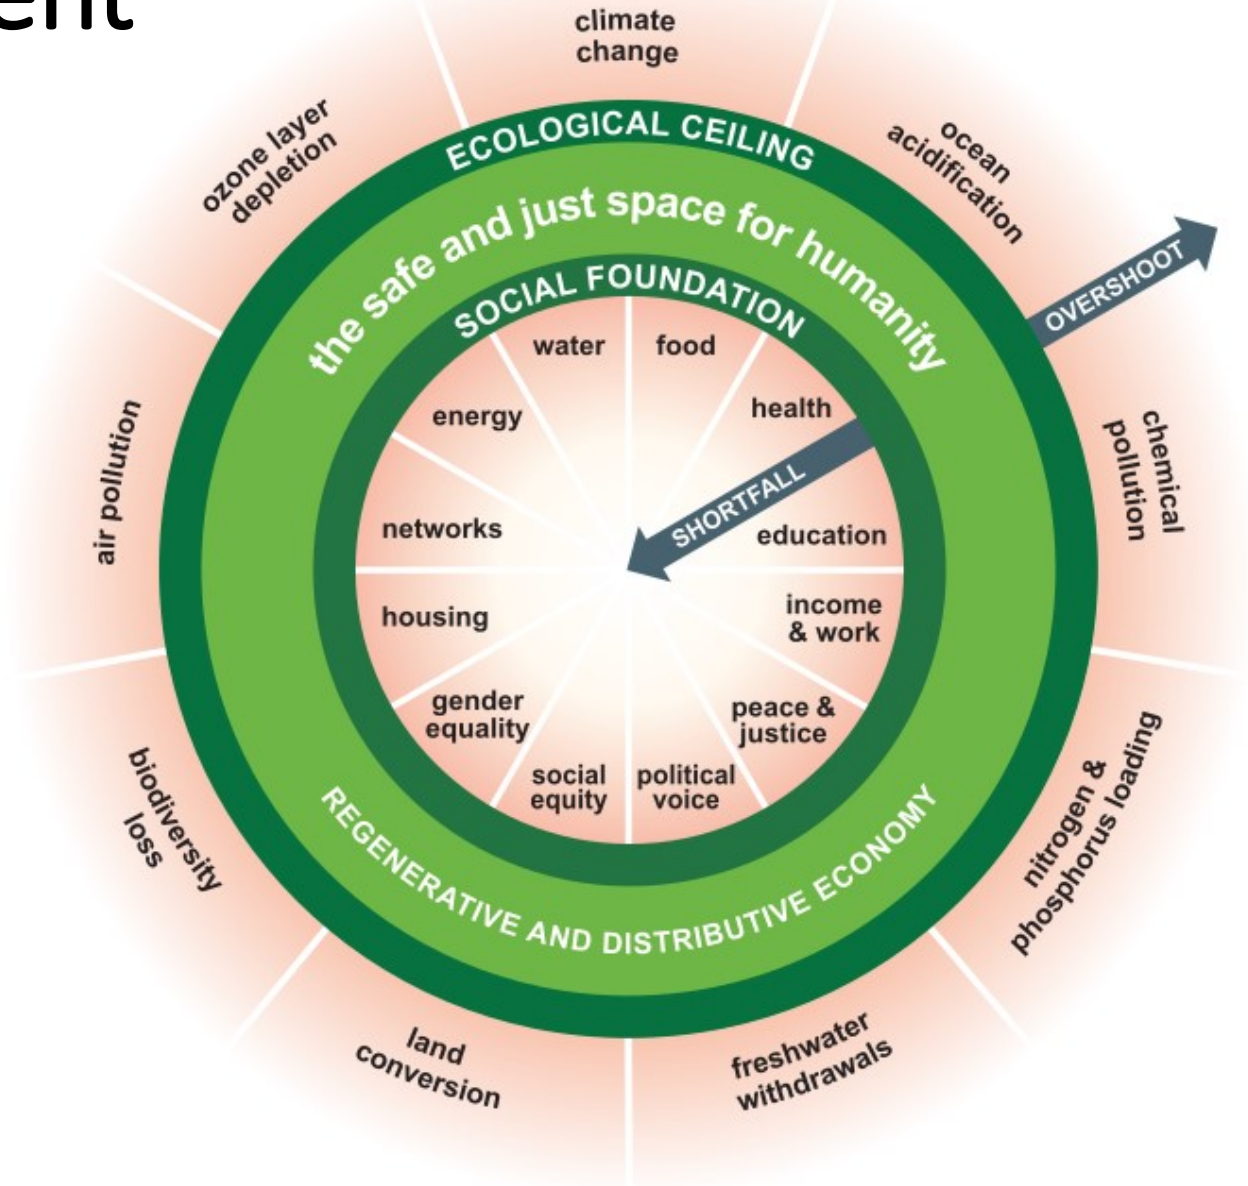 ent
climate
change
ozone layer
depletion
ocean
acidification
ECOLOGICAL CEILING
the safe and just space for humanity
SOCIAL FOUNDATION
OVERSHOOT
water
food
energy
health
SHORTFALL
air pollution
chemical
pollution
networks
education
housing
income
& work
gender
equality
peace &
justice
social
equity
political
voice
biodiversity
loss
nitrogen &
phosphorus loading
REGENERATIVE AND DISTRIBUTIVE ECONOMY
land
conversion
freshwater
withdrawals